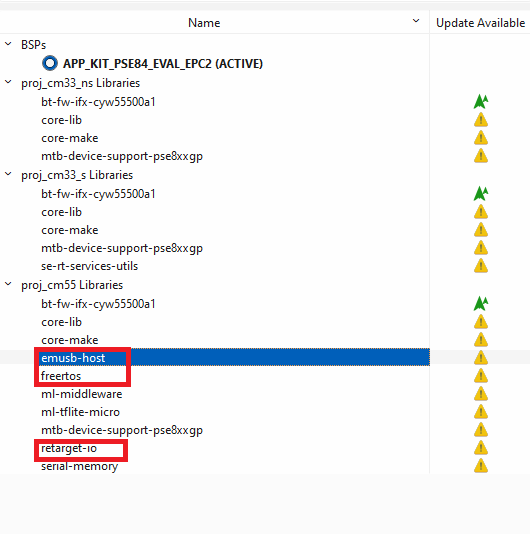 Name Update Available
BSPs
APP_KIT_PSE84_EVAL_EPC2 (ACTIVE)
proj_cm33_ns Libraries
bt-fw-ifx-cyw55500a1
core-lib
core-make
mtb-device-support-pse8xxgp
proj_cm33_s Libraries
bt-fw-ifx-cyw55500a1
core-lib
core-make
mtb-device-support-pse8xxgp
se-rt-services-utils
proj_cm55 Libraries
bt-fw-ifx-cyw55500a1
core-lib
core-make
emusb-host
freertos
ml-middleware
ml-tflite-micro
mtb-device-support-pse8xxgp
retarget-io
serial-memory